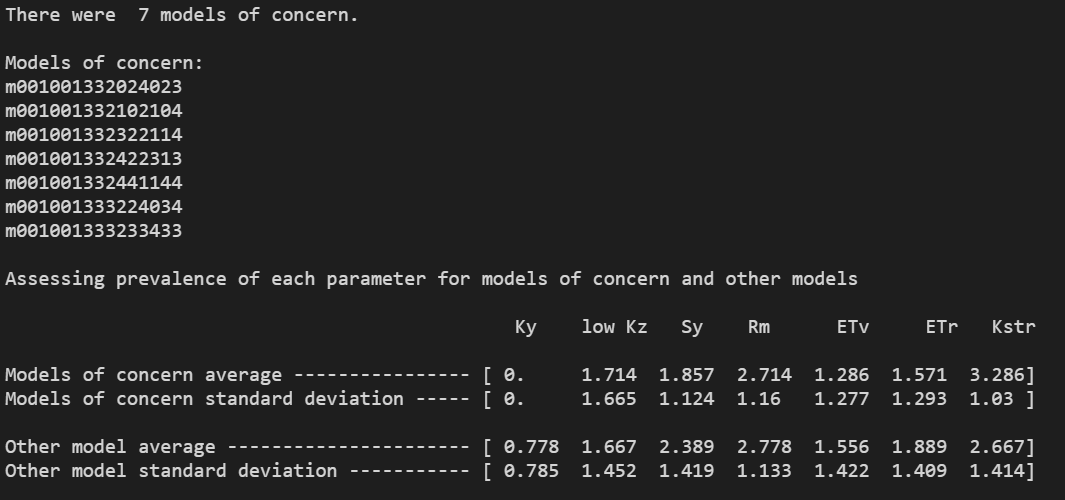 There were  7 models of concern.
Models of concern:
m001001332024023
m001001332102104
m001001332322114
m001001332422313
m001001332441144
m001001333224034
m001001333233433
Assessing prevalence of each parameter for models of concern and other models
Ky    low Kz   Sy    Rm      ETv     ETr   Kstr
Models of concern average ---------------- [ 0.     1.714  1.857  2.714  1.286  1.571  3.286]
Models of concern standard deviation ----- [ 0.     1.665  1.124  1.16   1.277  1.293  1.03 ]
Other model average ---------------------- [ 0.778  1.667  2.389  2.778  1.556  1.889  2.667]
Other model standard deviation ----------- [ 0.785  1.452  1.419  1.133  1.422  1.409  1.414]